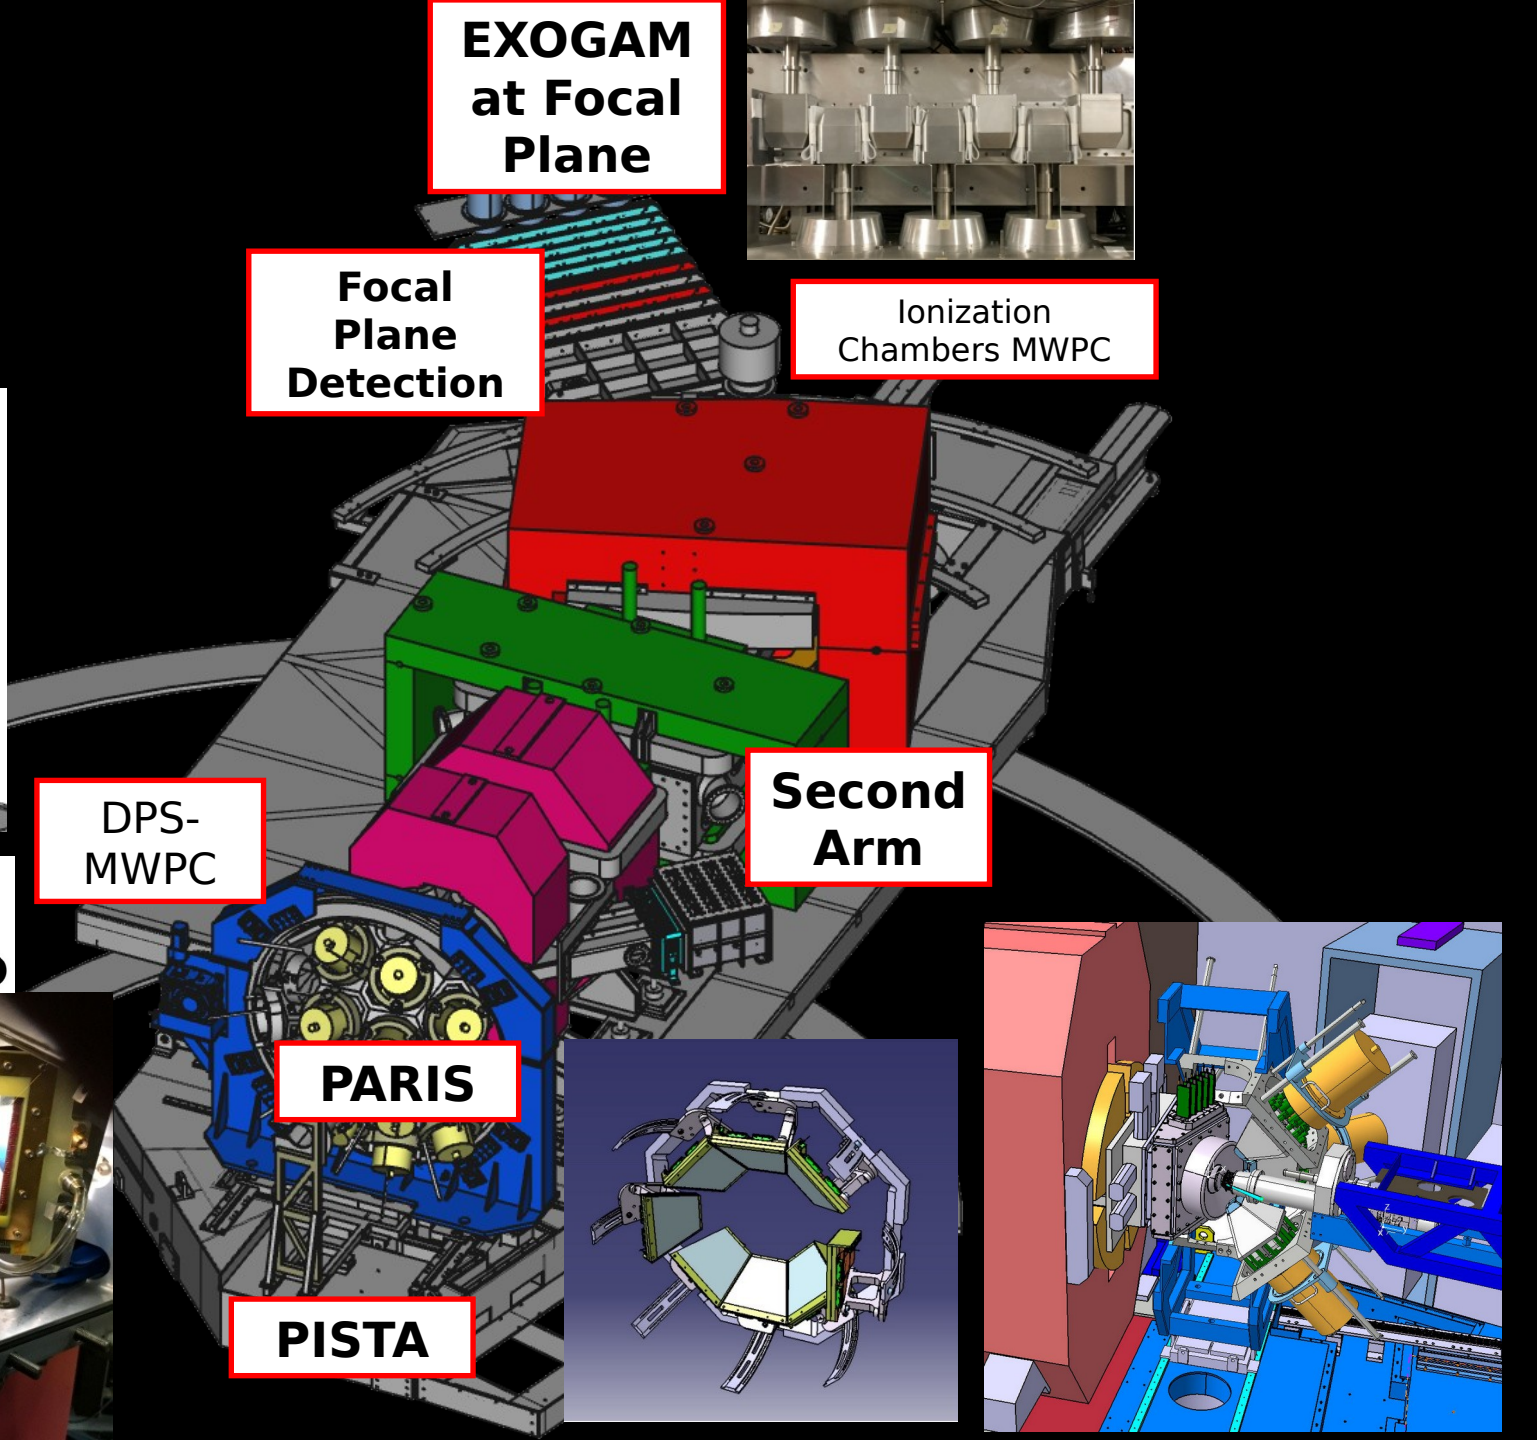 EXOGAM
at Focal
Plane
Focal
Plane
Detection
Ionization
Chambers MWPC
DPS-
MWPC
Second
Arm
PARIS
PISTA